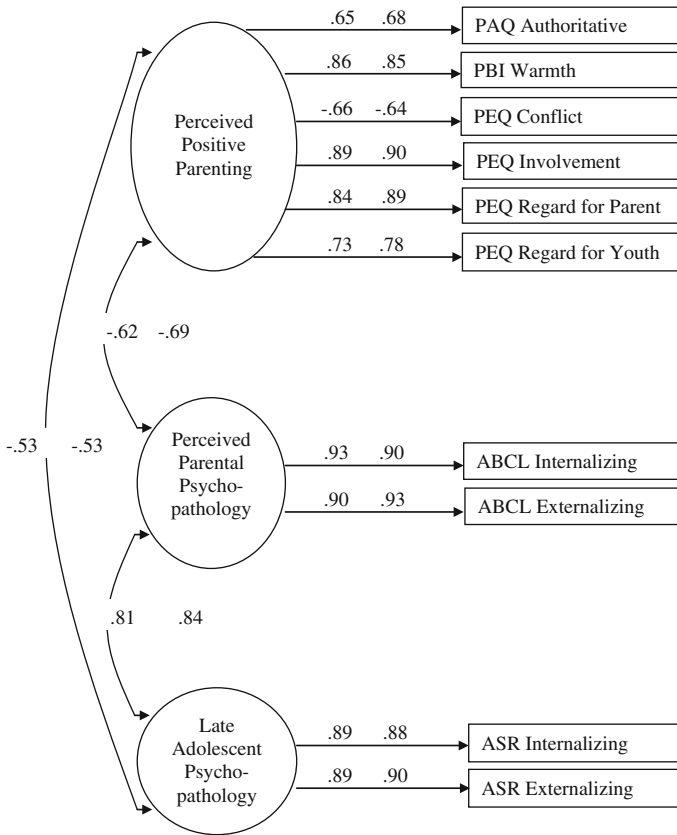 .65 .68
PAQ Authoritative
.86 .85
PBI Warmth
Perceived
Positive
Parenting
-.66 -.64
PEQ Conflict
.89 .90
PEQ Involvement
.84 .89
PEQ Regard for Parent
.73 .78
PEQ Regard for Youth
-.62 -.69
-.53 -.53
Perceived
Parental
Psycho-
pathology
.93 .90
ABCL Internalizing
.90 .93
ABCL Externalizing
.81 .84
Late
Adolescent
Psycho-
pathology
.89 .88
ASR Internalizing
.89 .90
ASR Externalizing